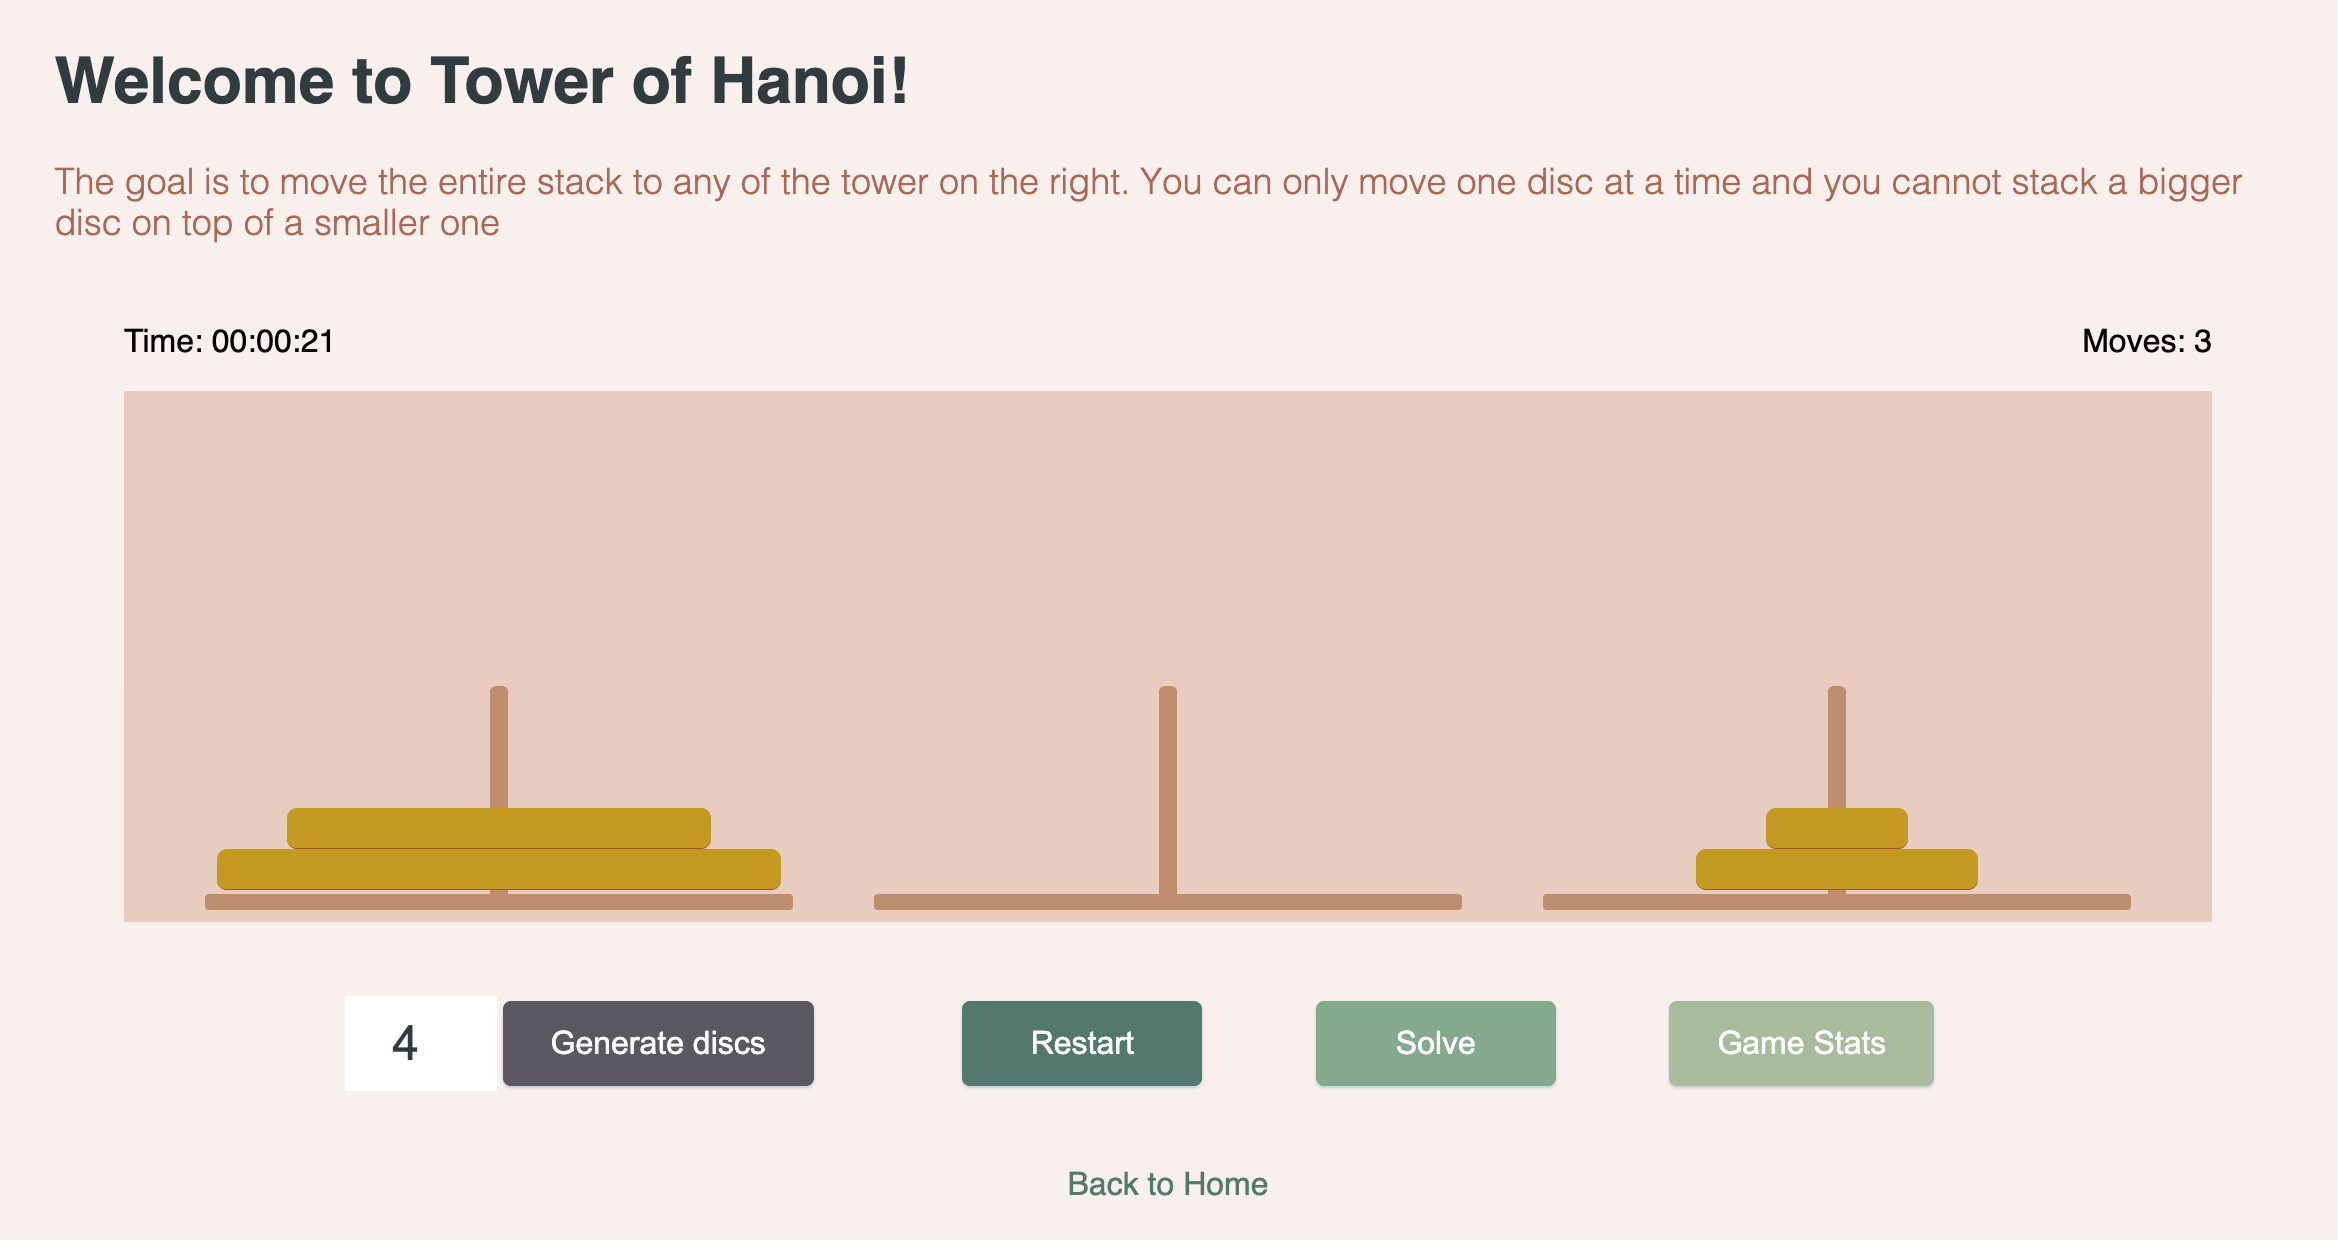 Welcome to Tower of Hanoi!
The goal is to move the entire stack to any of the tower on the right. You can only move one disc at a time and you cannot stack a bigger
disc on top of a smaller one
Time: 00:00:21
Moves: 3
4
Generate discs
Restart
Solve
Game Stats
Back to Home